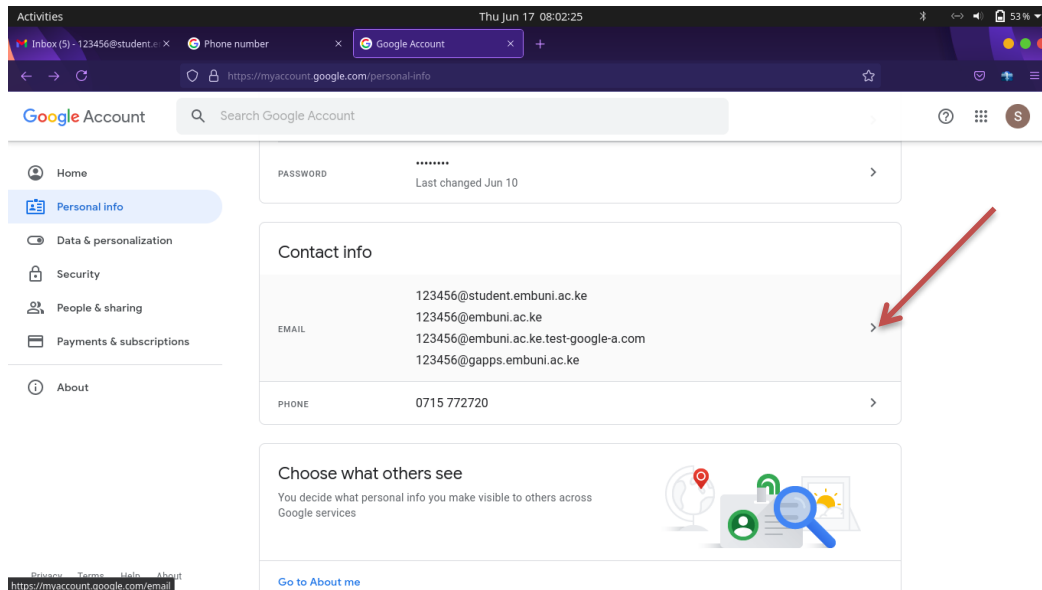 Activities
Thu Jun 17 08:02:25
53 %
Inbox (5) - 123456@student.e
Phone number
Google Account
https://myaccount.google.com/personal-info
Google Account
Search Google Account
S
Home
Personal info
Data & personalization
Security
People & sharing
Payments & subscriptions
About
PASSWORD
••••••••
Last changed Jun 10
Contact info
EMAIL
123456@student.embuni.ac.ke
123456@embuni.ac.ke
123456@embuni.ac.ke.test-google-a.com
123456@gapps.embuni.ac.ke
PHONE
0715 772720
Choose what others see
You decide what personal info you make visible to others across
Google services
Go to About me
Privacy Terms Help About
https://myaccount.google.com/email